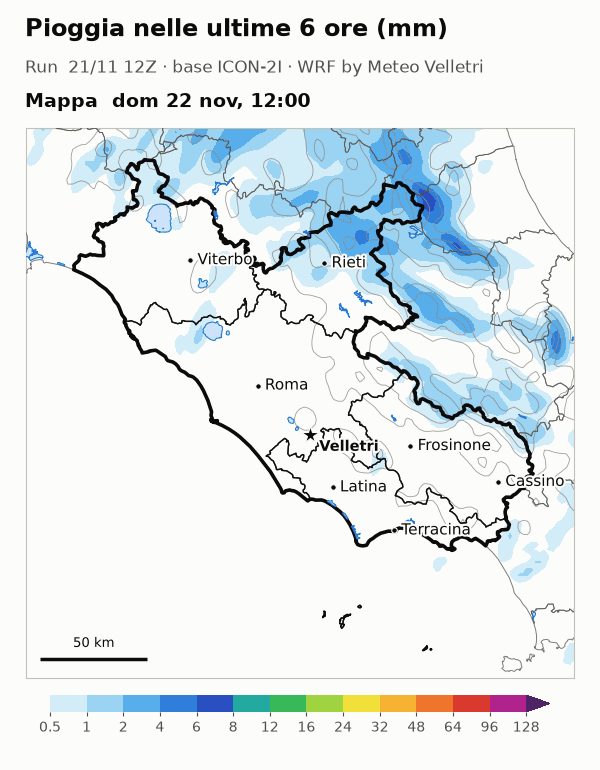 Pioggia nelle ultime 6 ore (mm)
Run  21/11 12Z · base ICON-2I · WRF by Meteo Velletri
Mappa  dom 22 nov, 12:00
Viterbo
Rieti
Roma
Velletri
Frosinone
Cassino
Latina
Terracina
50 km
0.5 1 2 4 6 8 12 16 24 32 48 64 96 128